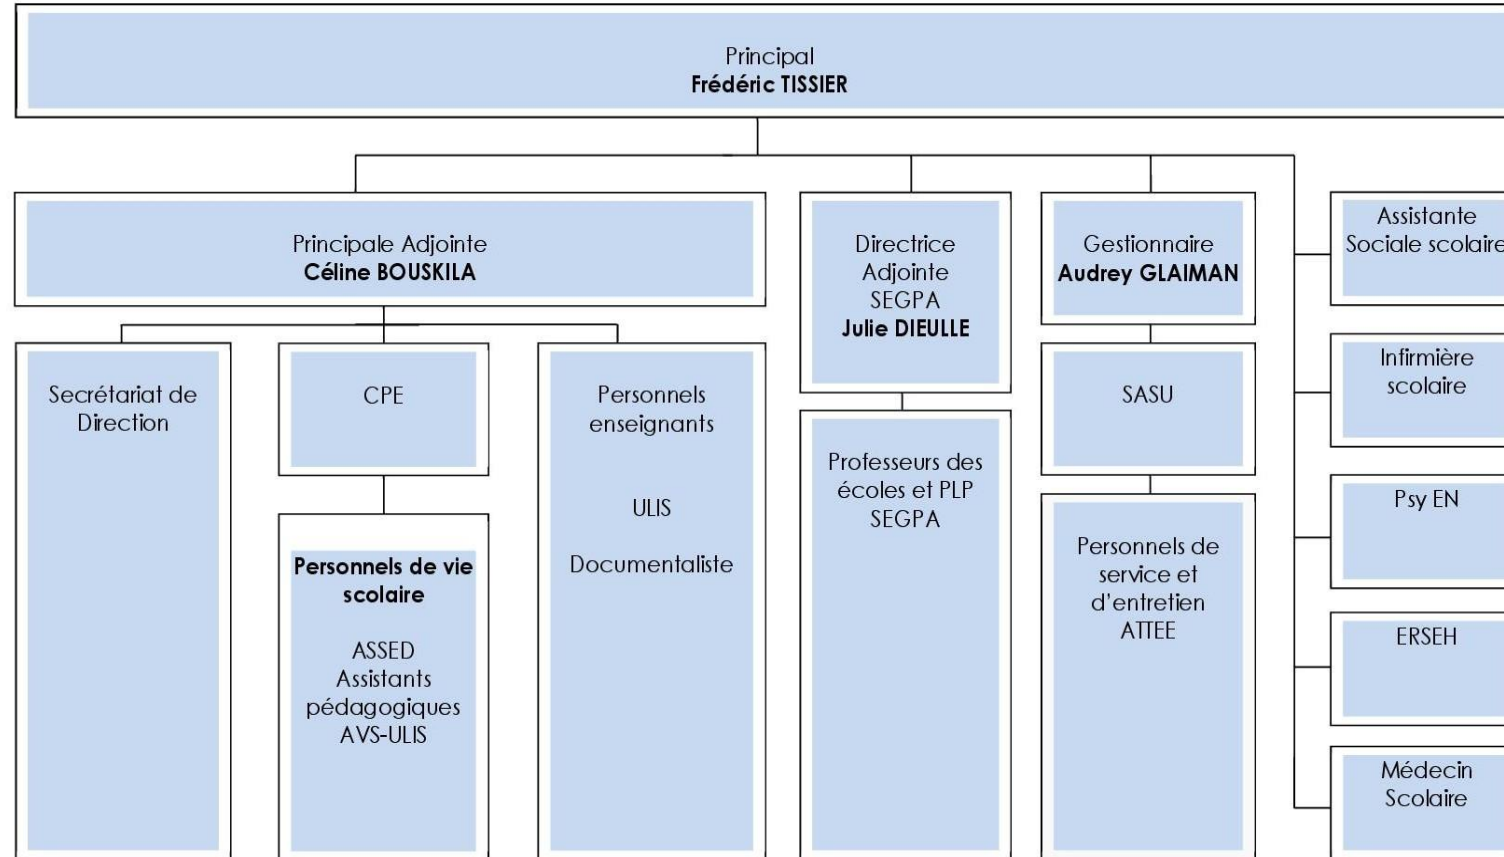 Principal
Frédéric TISSIER
Principale Adjointe
Céline BOUSKILA
Directrice
Adjointe
SEGPA
Julie DIEULLE
Gestionnaire
Audrey GLAIMAN
Assistante
Sociale scolaire
Secrétariat de
Direction
CPE
Personnels
enseignants
ULIS
Documentaliste
Personnels de vie
scolaire
ASSED
Assistants
pédagogiques
AVS-ULIS
Professeurs des
écoles et PLP
SEGPA
SASU
Personnels de
service et
d'entretien
ATTEE
Infirmière
scolaire
Psy EN
ERSEH
Médecin
Scolaire